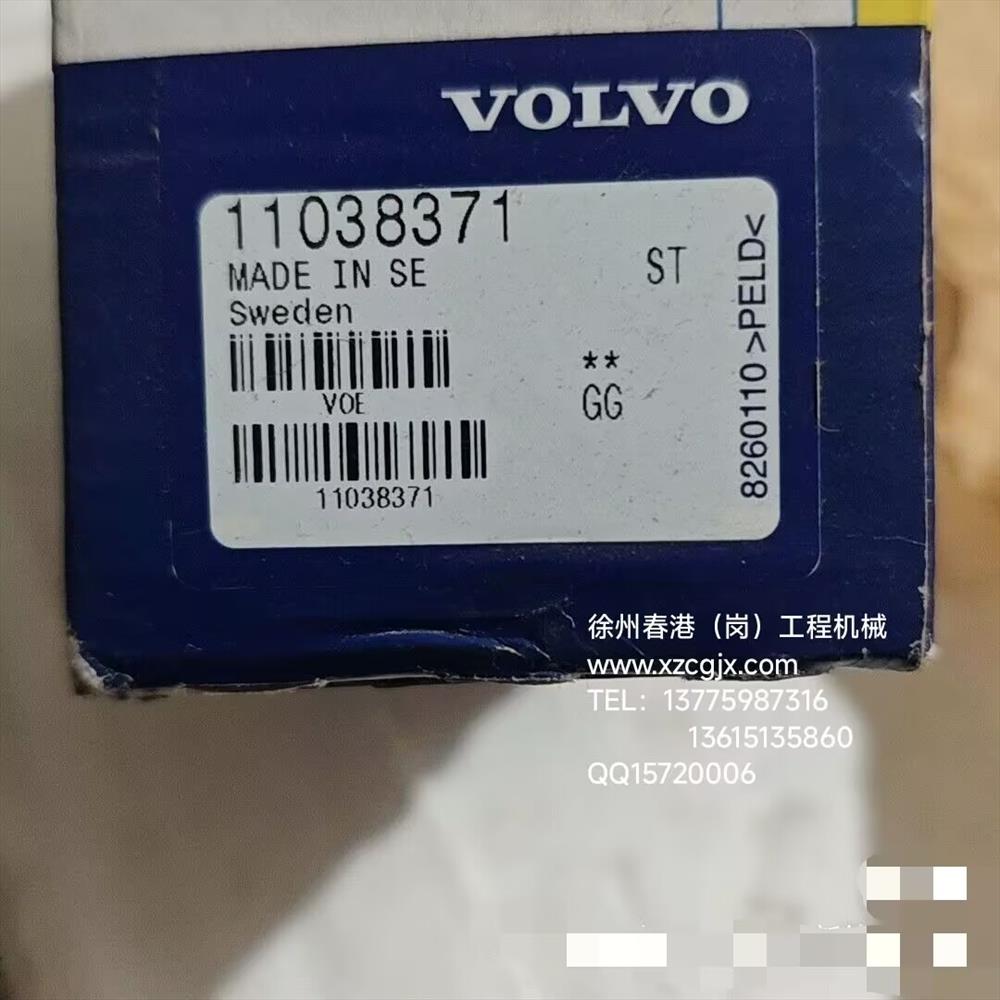 VOLVO
11038371
MADE IN SE
ST
Sweden
**
VOE
GG
11038371
8260110 >PELD<
徐州春港（岗）工程机械
www.xzcgjx.com
TEL：13775987316
13615135860
QQ15720006